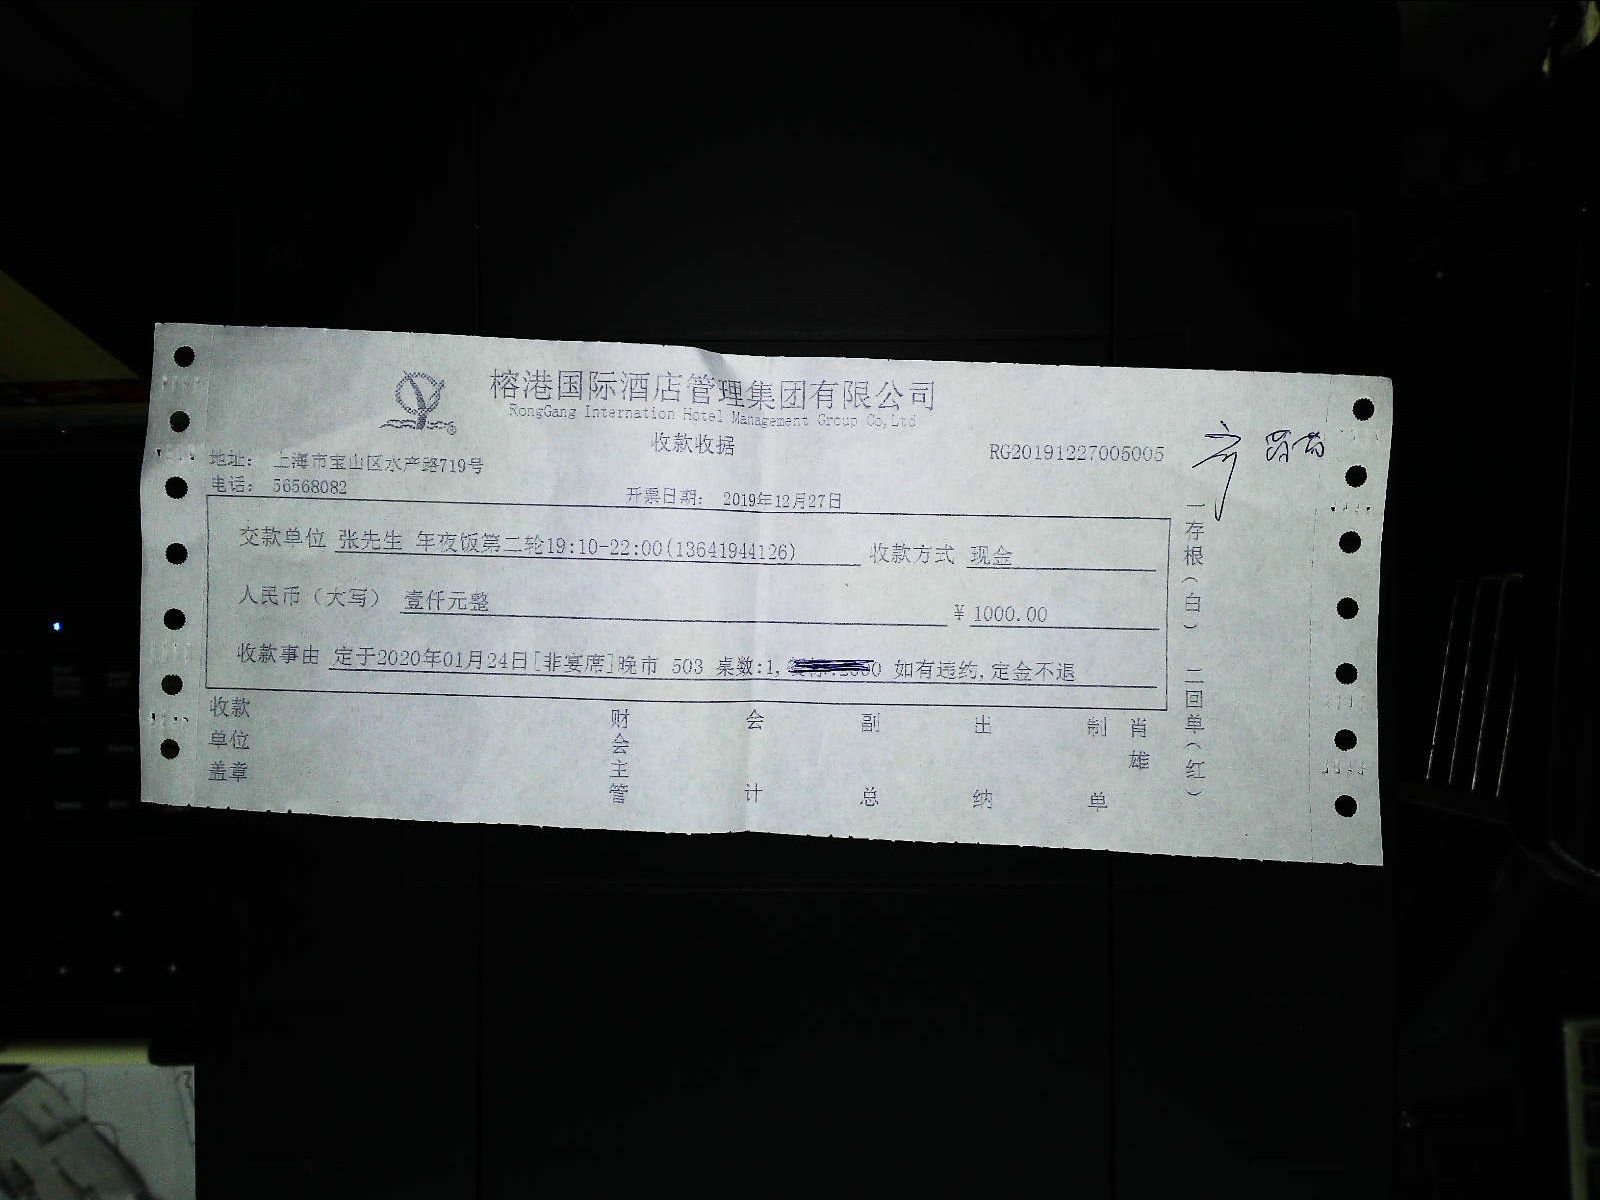 榕港国际酒店管理集团有限公司
RongGang Internation Hotel Management Group Co,Ltd
收款收据
RG20191227005005
地址： 上海市宝山区水产路719号
电话： 56568082
开票日期： 2019年12月27日
交款单位 张先生 年夜饭第二轮19:10-22:00(13641944126) 收款方式 现金
人民币（大写） 壹仟元整 ¥ 1000.00
收款事由 定于2020年01月24日[非宴席]晚市 503 桌数:1, 如有违约,定金不退
收款单位盖章
财会主管
会计
副总
出纳
制单
肖雄
一存根（白） 二回单（红）